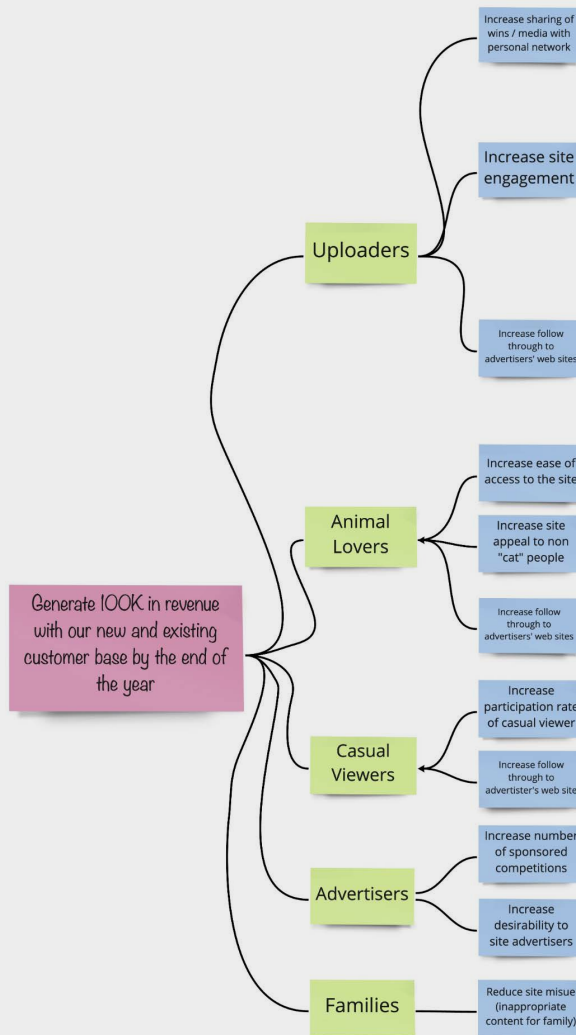 Increase sharing of
wins / media with
personal network
Increase site
engagement
Uploaders
Increase follow
through to
advertisers' web sites
Increase ease of
access to the site
Animal
Lovers
Increase site
appeal to non
"cat" people
Increase follow
through to
advertisers' web sites
Generate 100K in revenue
with our new and existing
customer base by the end of
the year
Increase
participation rate
of casual viewer
Casual
Viewers
Increase follow
through to
advertister's web site
Increase number
of sponsored
competitions
Advertisers
Increase
desirability to
site advertisers
Families
Reduce site misue
(inappropriate
content for family)